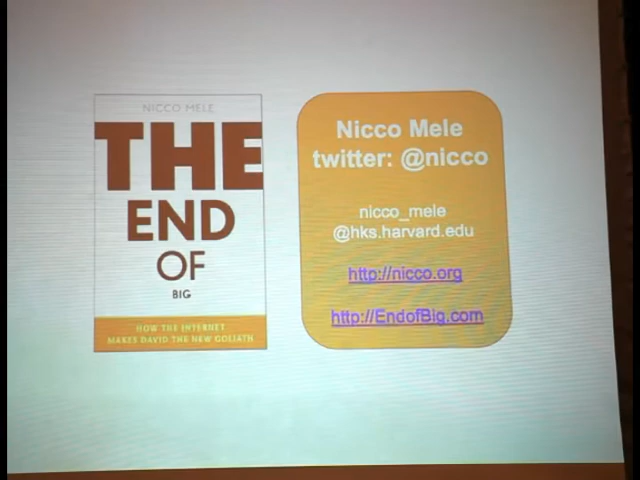 NICCO MELE
THE
END
OF
BIG
HOW THE INTERNET
MAKES DAVID THE NEW GOLIATH
Nicco Mele
twitter: @nicco
nicco_mele
@hks.harvard.edu
http://nicco.org
http://EndofBig.com